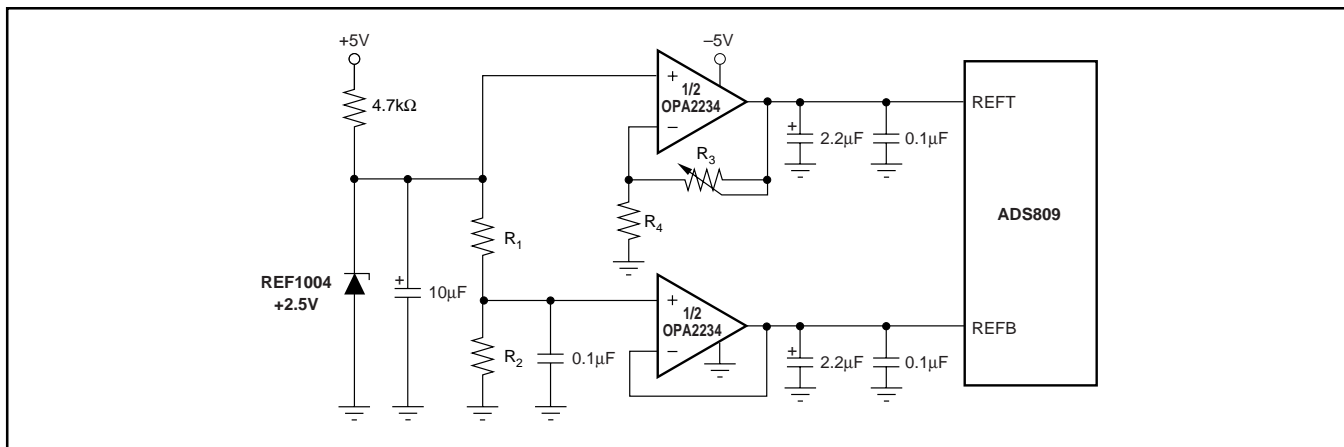 +5V
4.7kΩ
REF1004
+2.5V
+
10µF
R1
R2
0.1µF
–5V
+
1/2
OPA2234
–
R3
R4
+
2.2µF
0.1µF
REFT
+
1/2
OPA2234
–
+
2.2µF
0.1µF
REFB
ADS809